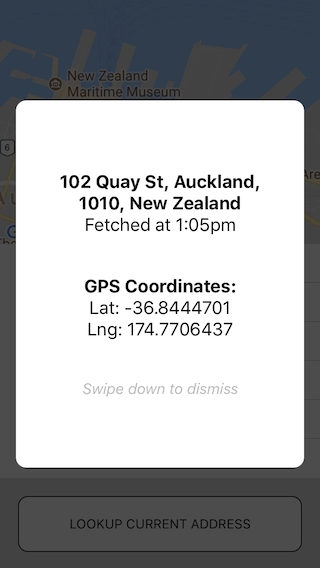 New Zealand
Maritime Museum
6
102 Quay St, Auckland,
1010, New Zealand
Fetched at 1:05pm
GPS Coordinates:
Lat: -36.8444701
Lng: 174.7706437
Swipe down to dismiss
LOOKUP CURRENT ADDRESS